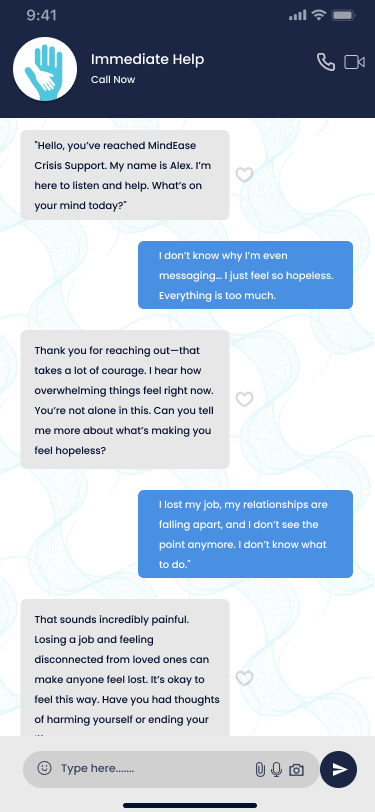 9:41
Immediate Help
Call Now
"Hello, you’ve reached MindEase
Crisis Support. My name is Alex. I’m
here to listen and help. What’s on
your mind today?"
I don’t know why I’m even
messaging... I just feel so hopeless.
Everything is too much.
Thank you for reaching out—that
takes a lot of courage. I hear how
overwhelming things feel right now.
You’re not alone in this. Can you tell
me more about what’s making you
feel hopeless?
I lost my job, my relationships are
falling apart, and I don’t see the
point anymore. I don’t know what
to do."
That sounds incredibly painful.
Losing a job and feeling
disconnected from loved ones can
make anyone feel lost. It’s okay to
feel this way. Have you had thoughts
of harming yourself or ending your
Type here.......